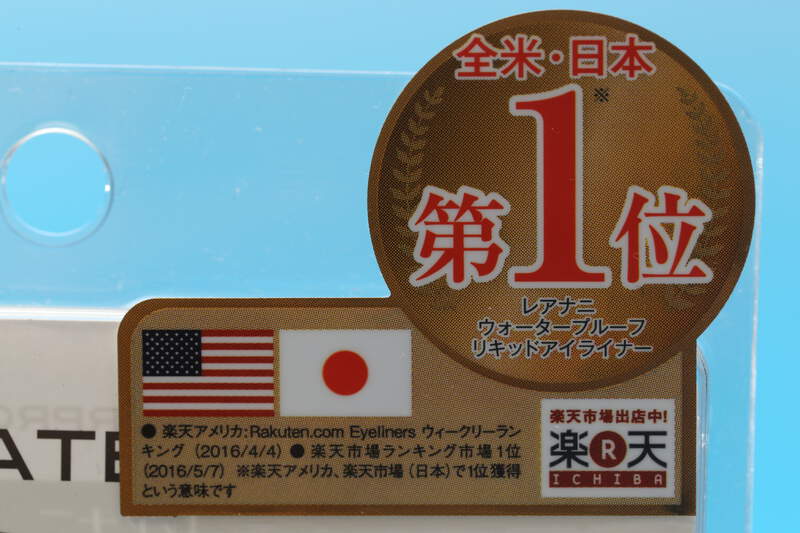 全米・日本
第1位※
レアナニ
ウォータープルーフ
リキッドアイライナー
● 楽天アメリカ:Rakuten.com Eyeliners ウィークリーラン
キング (2016/4/4) ● 楽天市場ランキング市場1位
(2016/5/7) ※楽天アメリカ、楽天市場(日本)で1位獲得
という意味です
楽天市場出店中!
楽R天
ICHIBA
ATE